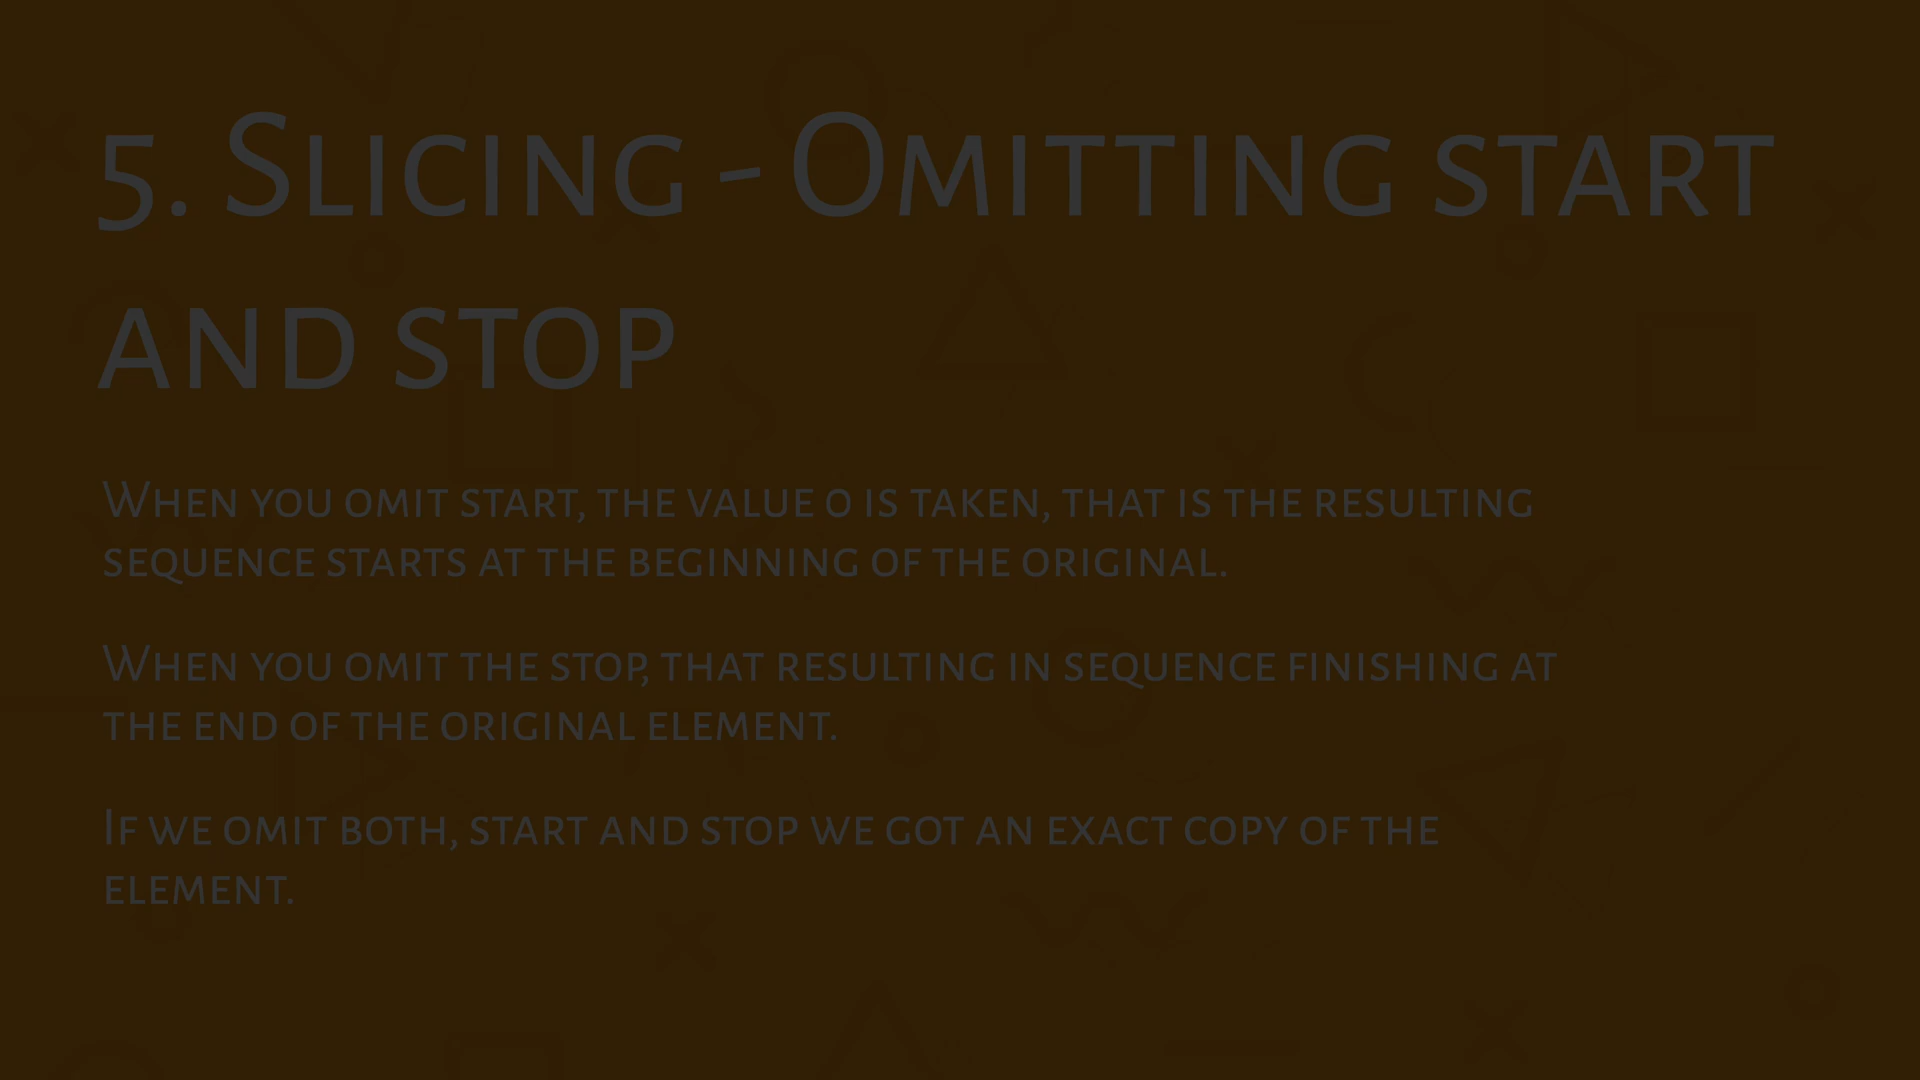 5. Slicing - Omitting start
and stop
When you omit start, the value 0 is taken, that is the resulting
sequence starts at the beginning of the original.
When you omit the stop, that resulting in sequence finishing at
the end of the original element.
If we omit both, start and stop we got an exact copy of the
element.